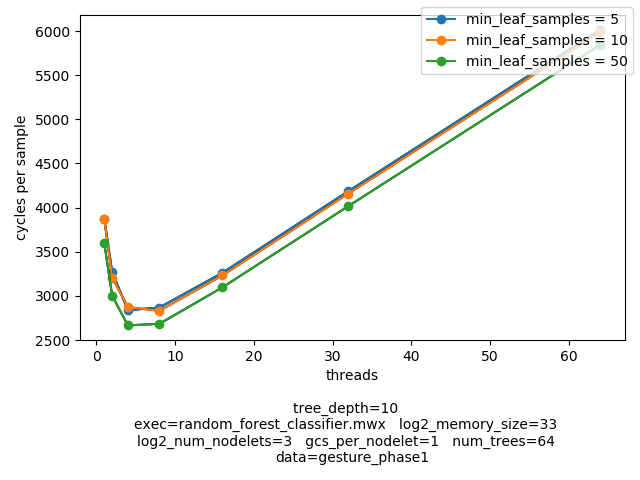 min_leaf_samples = 5
min_leaf_samples = 10
min_leaf_samples = 50
6000
5500
5000
4500
4000
3500
3000
2500
cycles per sample
0 10 20 30 40 50 60
threads
tree_depth=10
exec=random_forest_classifier.mwx log2_memory_size=33
log2_num_nodelets=3 gcs_per_nodelet=1 num_trees=64
data=gesture_phase1